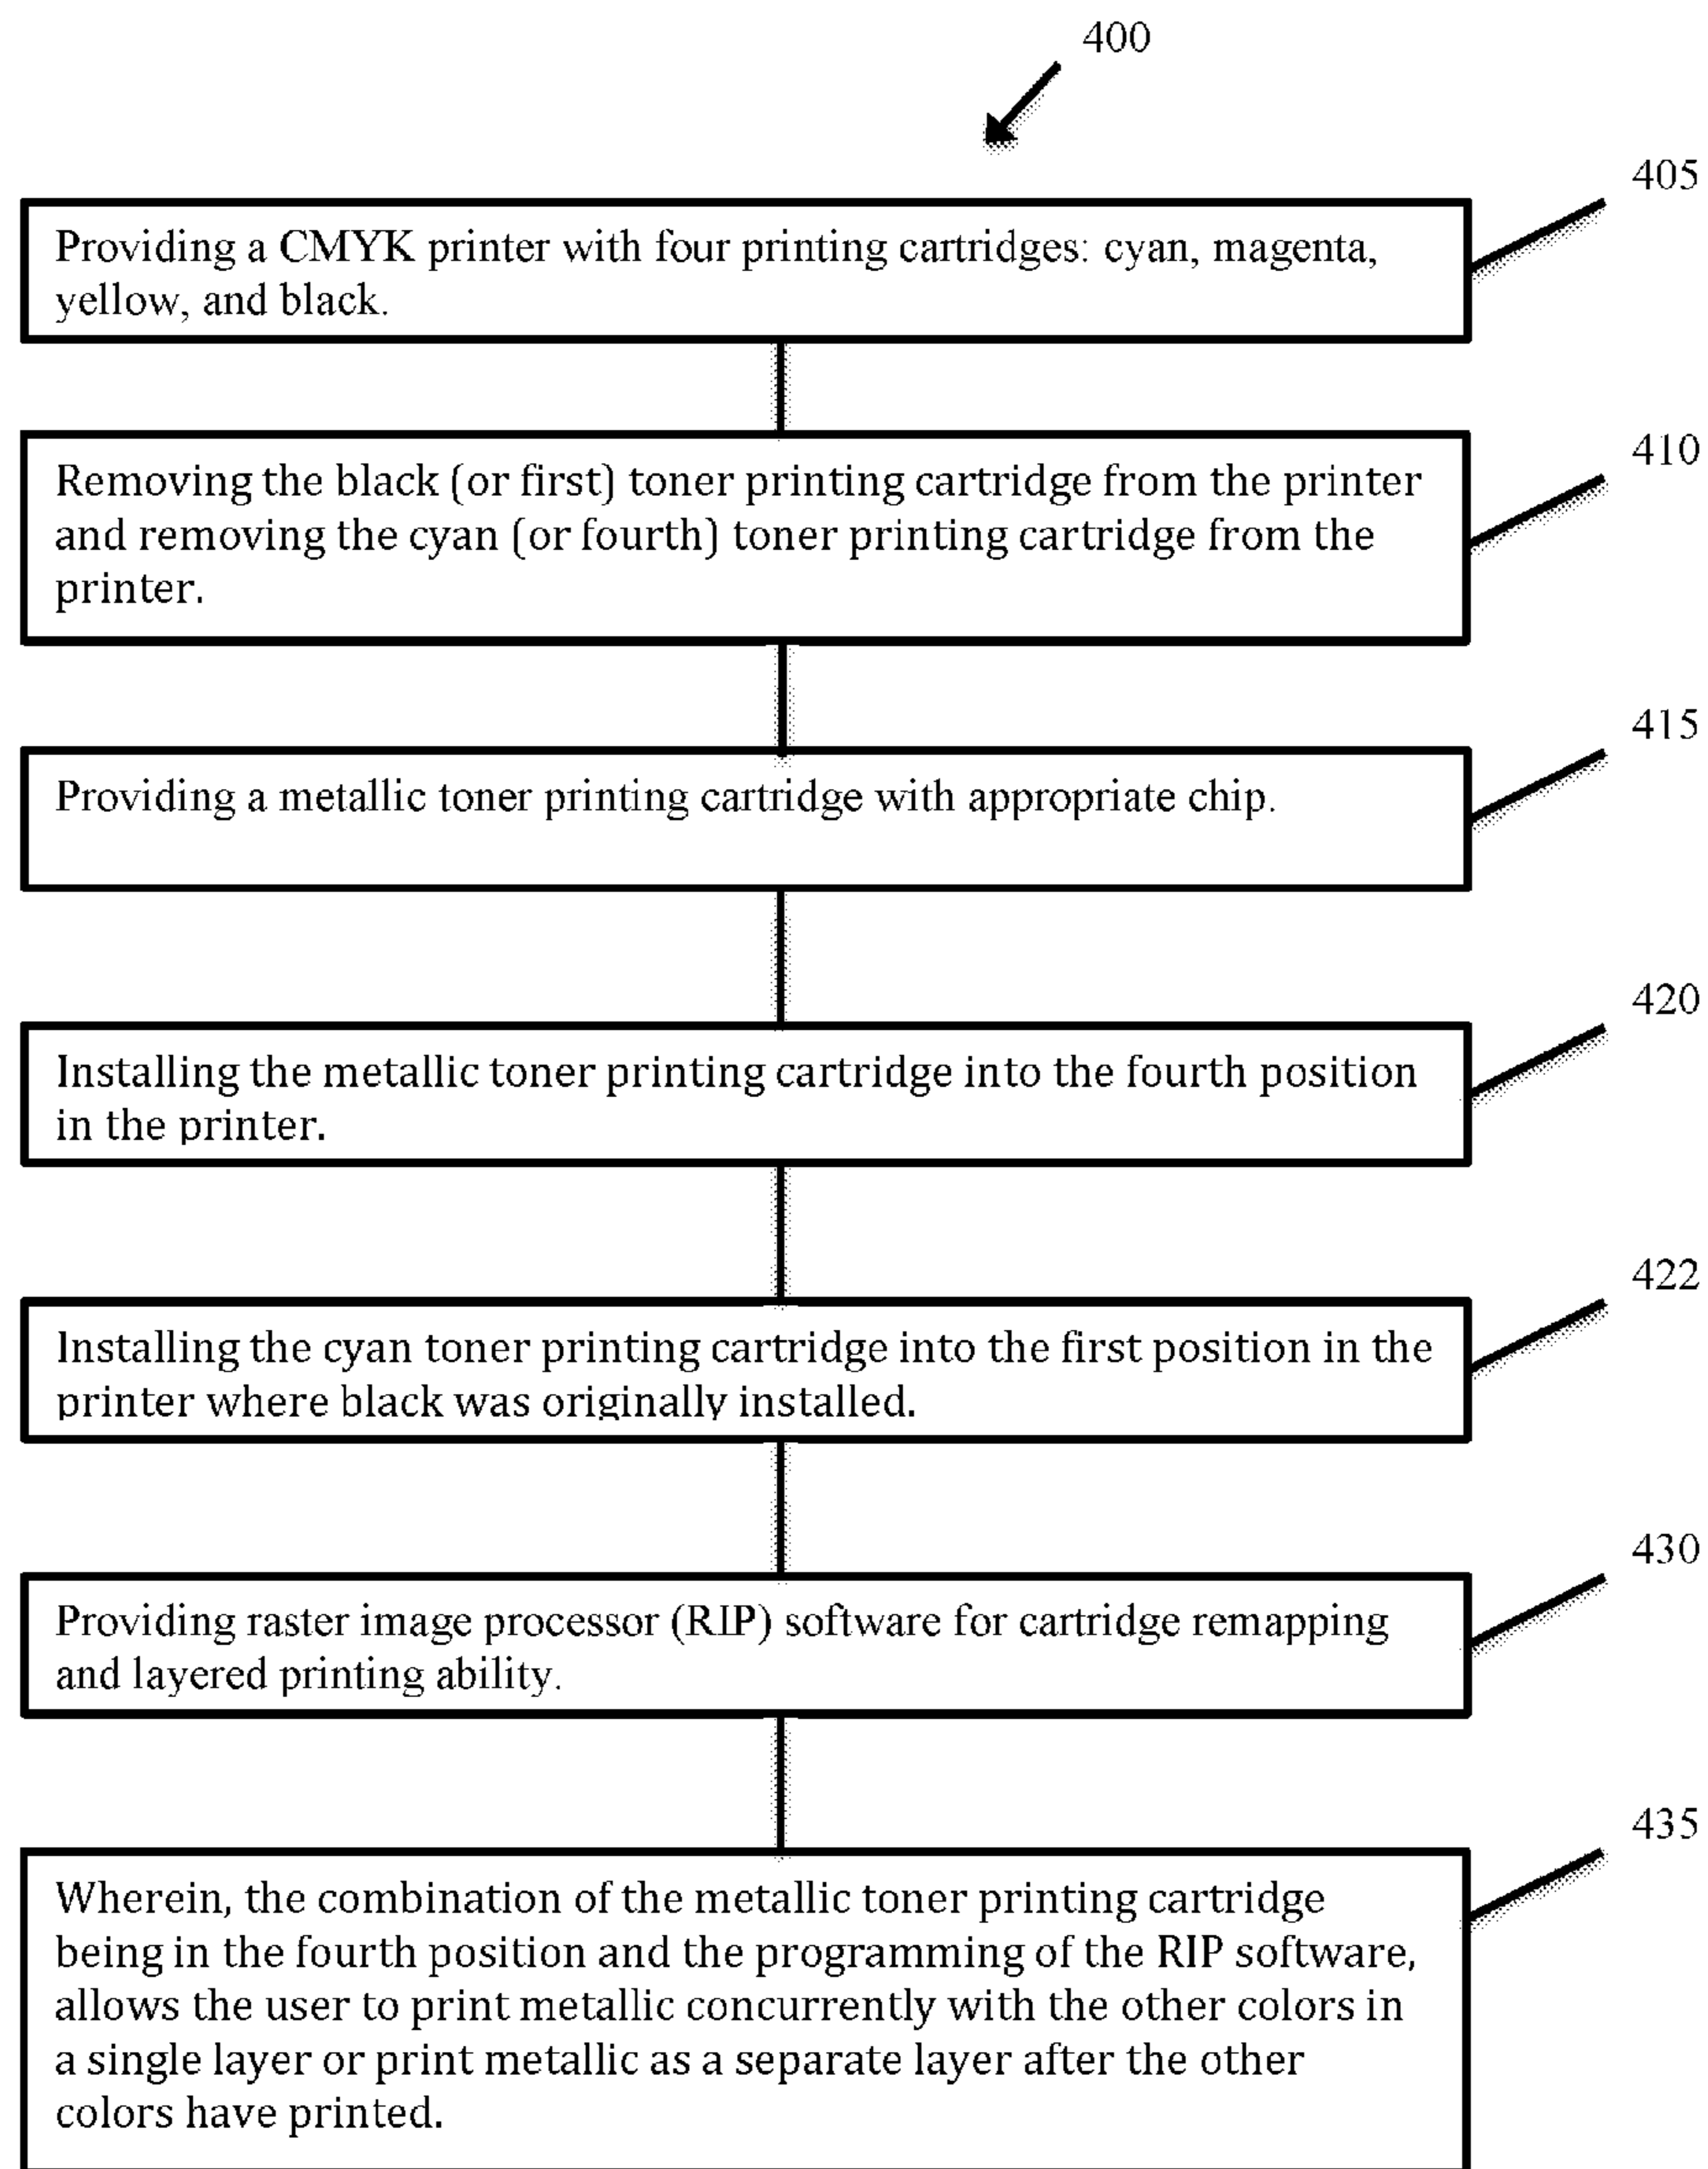 400
405
Providing a CMYK printer with four printing cartridges: cyan, magenta,
yellow, and black.
410
Removing the black (or first) toner printing cartridge from the printer
and removing the cyan (or fourth) toner printing cartridge from the
printer.
415
Providing a metallic toner printing cartridge with appropriate chip.
420
Installing the metallic toner printing cartridge into the fourth position
in the printer.
422
Installing the cyan toner printing cartridge into the first position in the
printer where black was originally installed.
430
Providing raster image processor (RIP) software for cartridge remapping
and layered printing ability.
435
Wherein, the combination of the metallic toner printing cartridge
being in the fourth position and the programming of the RIP software,
allows the user to print metallic concurrently with the other colors in
a single layer or print metallic as a separate layer after the other
colors have printed.